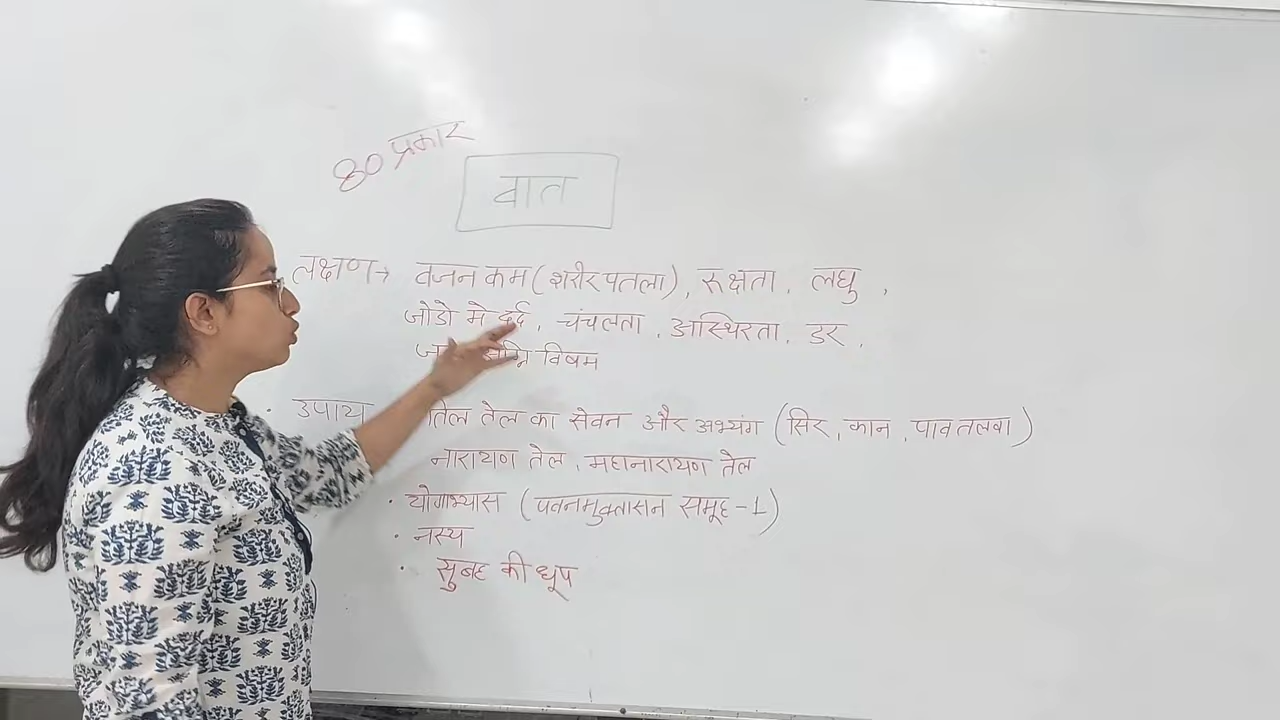 80 प्रकार
वात
लक्षण → वजन कम (शरीर पतला), रुक्षता, लघु,
जोडो मे दर्द, चंचलता, अस्थिरता, डर,
विषम
• उपाय तिल तेल का सेवन और अभ्यंग (सिर, कान, पाव तलवा)
नारायण तेल, महानारायण तेल
• योगाभ्यास (पवनमुक्तासन समूह-1)
• नस्य
• सुबह की धूप